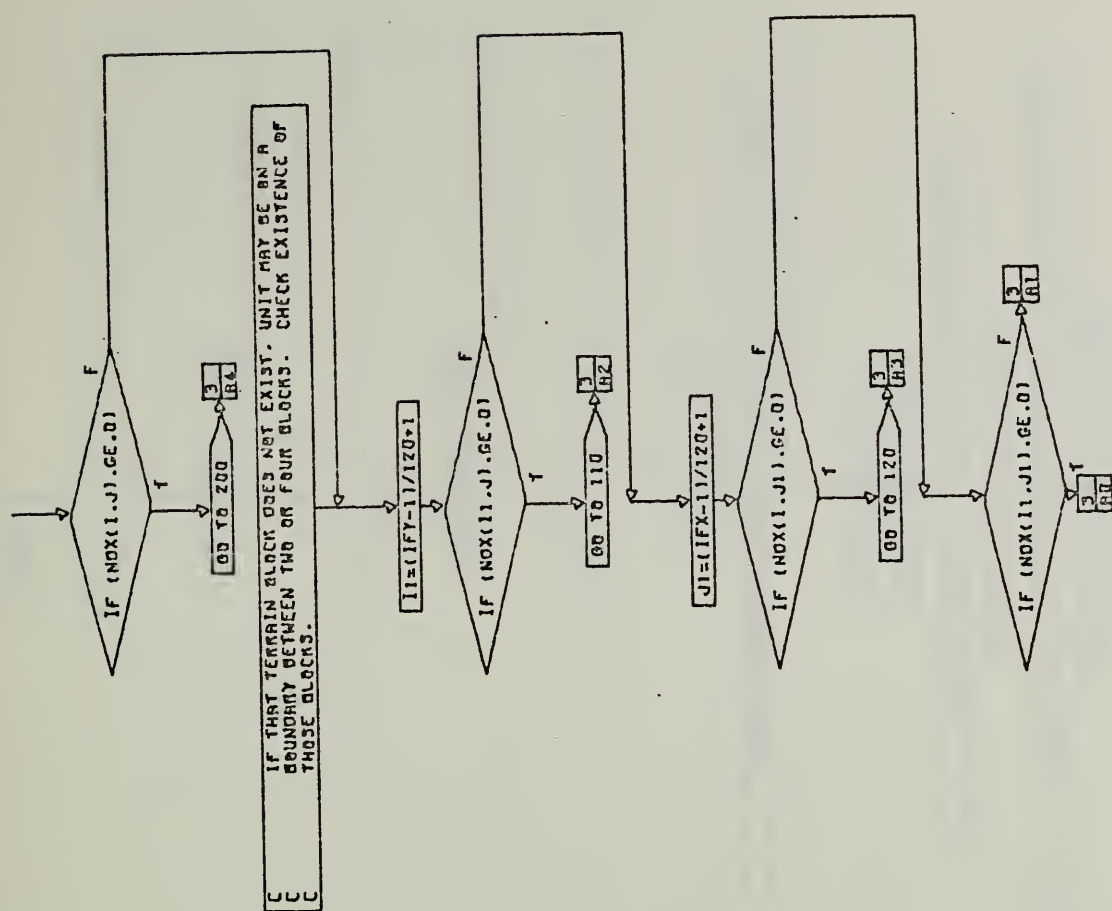 IF (NOX(I,J).GE.0)
F
T
GO TO 200
3
A4
C IF THAT TERRAIN BLOCK DOES NOT EXIST, UNIT MAY BE ON A
C BOUNDARY BETWEEN TWO OR FOUR BLOCKS. CHECK EXISTENCE OF
C THOSE BLOCKS.
I1=(IFY-1)/120+1
IF (NOX(I1,J).GE.0)
F
T
GO TO 110
3
A2
J1=(IFX-1)/120+1
IF (NOX(I,J1).GE.0)
F
T
GO TO 120
3
A3
IF (NOX(I1,J1).GE.0)
F
3
A1
T
3